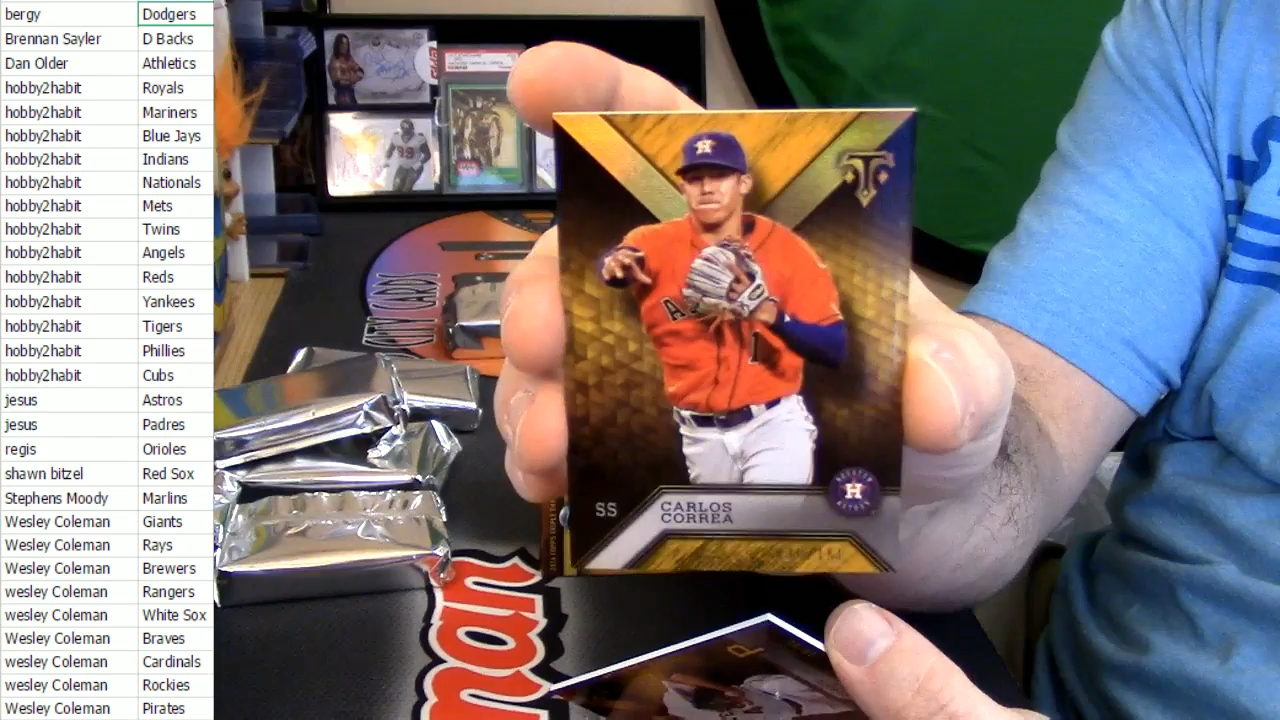 bergy Dodgers
Brennan Sayler D Backs
Dan Older Athletics
hobby2habit Royals
hobby2habit Mariners
hobby2habit Blue Jays
hobby2habit Indians
hobby2habit Nationals
hobby2habit Mets
hobby2habit Twins
hobby2habit Angels
hobby2habit Reds
hobby2habit Yankees
hobby2habit Tigers
hobby2habit Phillies
hobby2habit Cubs
jesus Astros
jesus Padres
regis Orioles
shawn bitzel Red Sox
Stephens Moody Marlins
Wesley Coleman Giants
Wesley Coleman Rays
Wesley Coleman Brewers
wesley Coleman Rangers
wesley Coleman White Sox
Wesley Coleman Braves
wesley Coleman Cardinals
wesley Coleman Rockies
Wesley Coleman Pirates
H
T
A
1
SS
CARLOS
CORREA
H
99
P